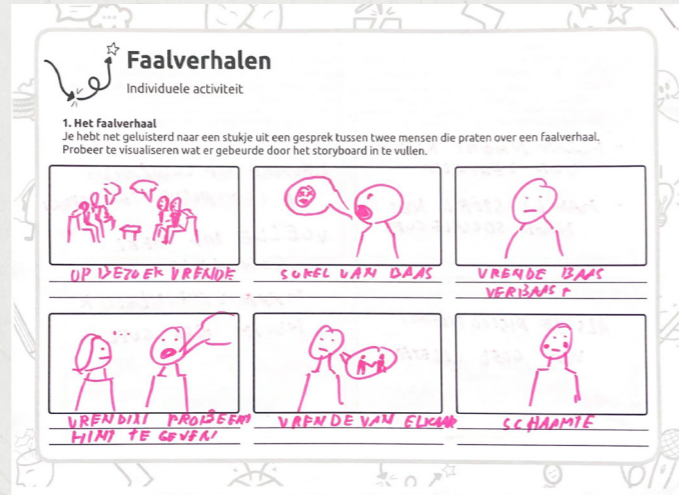 Faalverhalen
Individuele activiteit
1. Het faalverhaal
Je hebt net geluisterd naar een stukje uit een gesprek tussen twee mensen die praten over een faalverhaal.
Probeer te visualiseren wat er gebeurde door het storyboard in te vullen.
OP BEZOEK VRENDE
SUKEL VAN BAAS
VRENDE BAAS
VERBAAST
VRENDIN PROBEEM
HINT TE GEVEN
VRENDE VAN ELKAAR
SCHAAMTE